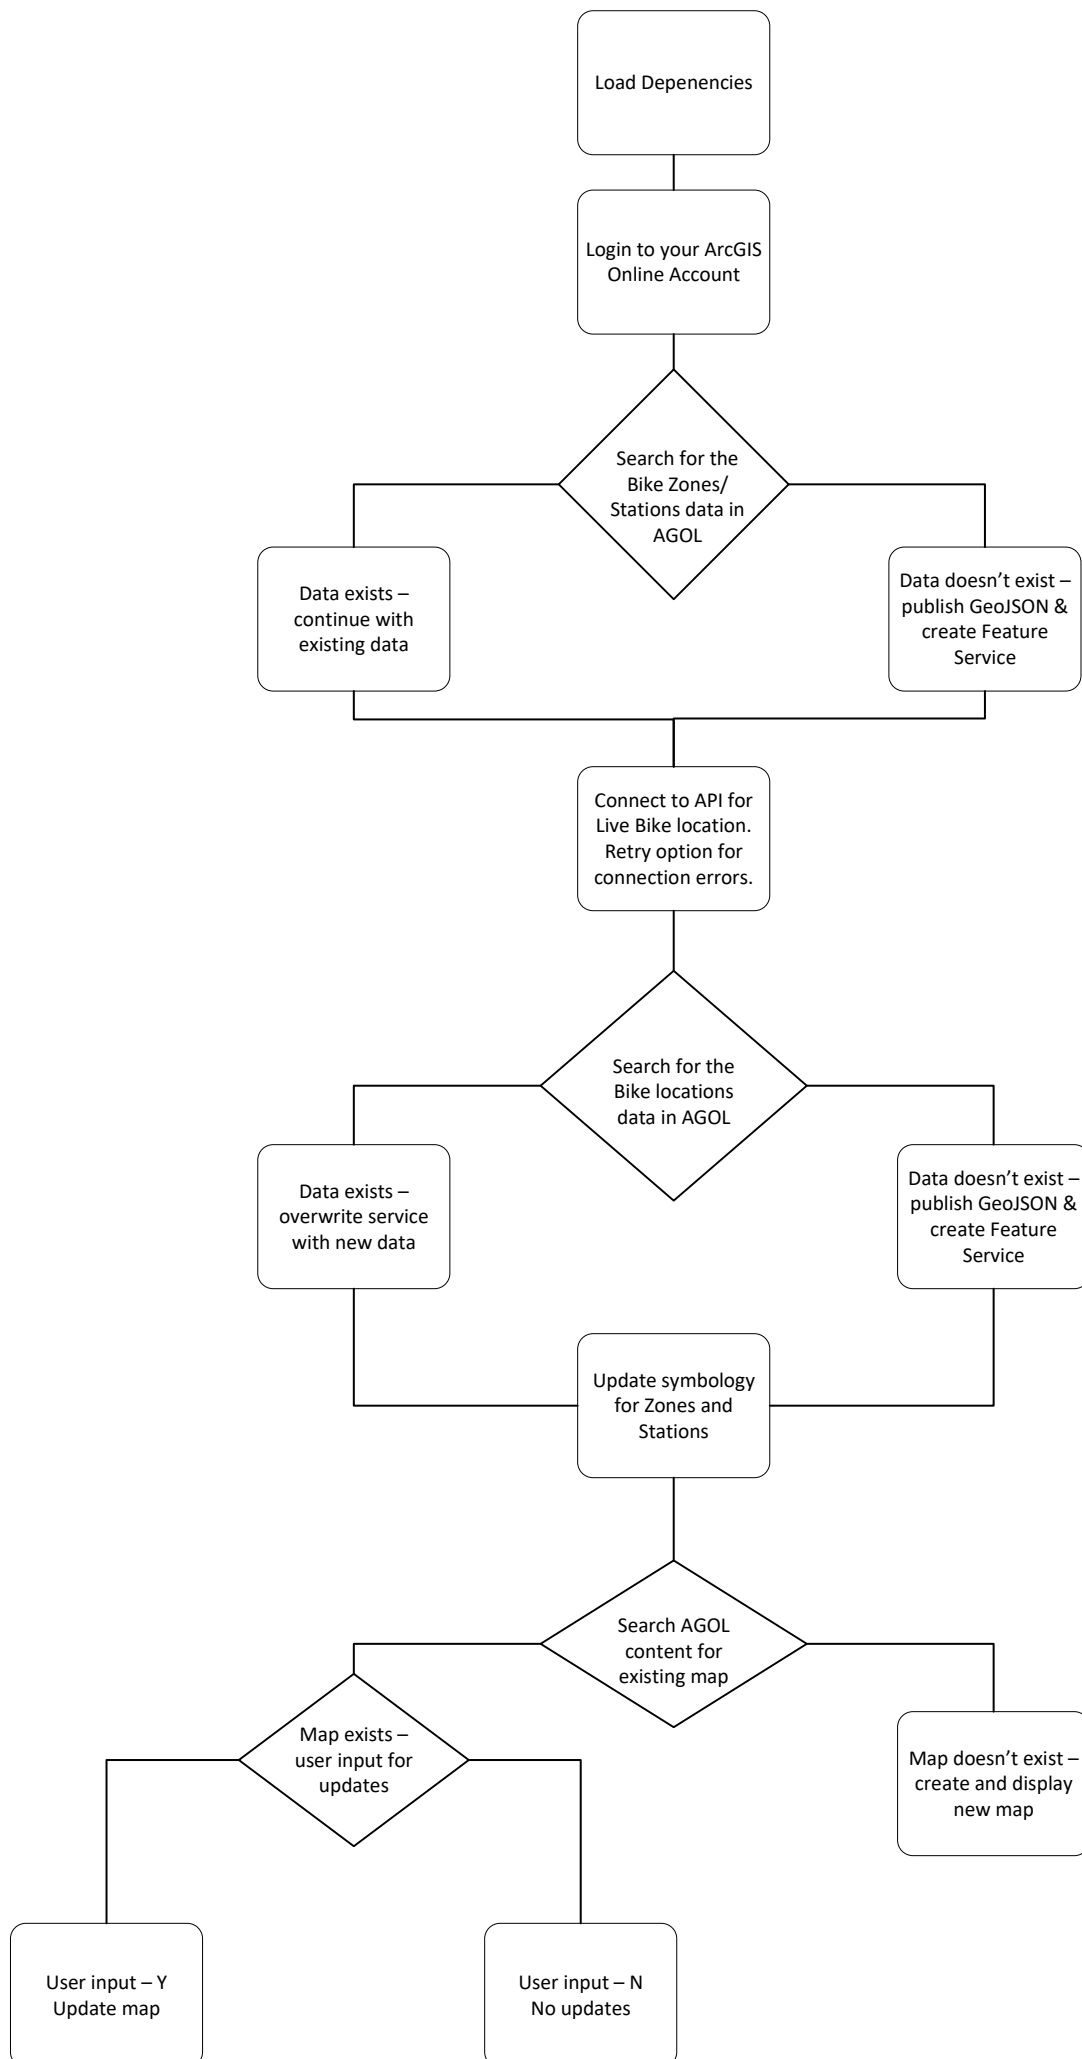 Load Depenencies
Login to your ArcGIS
Online Account
Search for the
Bike Zones/
Stations data in
AGOL
Data exists –
continue with
existing data
Data doesn’t exist –
publish GeoJSON &
create Feature
Service
Connect to API for
Live Bike location.
Retry option for
connection errors.
Search for the
Bike locations
data in AGOL
Data exists –
overwrite service
with new data
Data doesn’t exist –
publish GeoJSON &
create Feature
Service
Update symbology
for Zones and
Stations
Search AGOL
content for
existing map
Map exists –
user input for
updates
Map doesn’t exist –
create and display
new map
User input – Y
Update map
User input – N
No updates